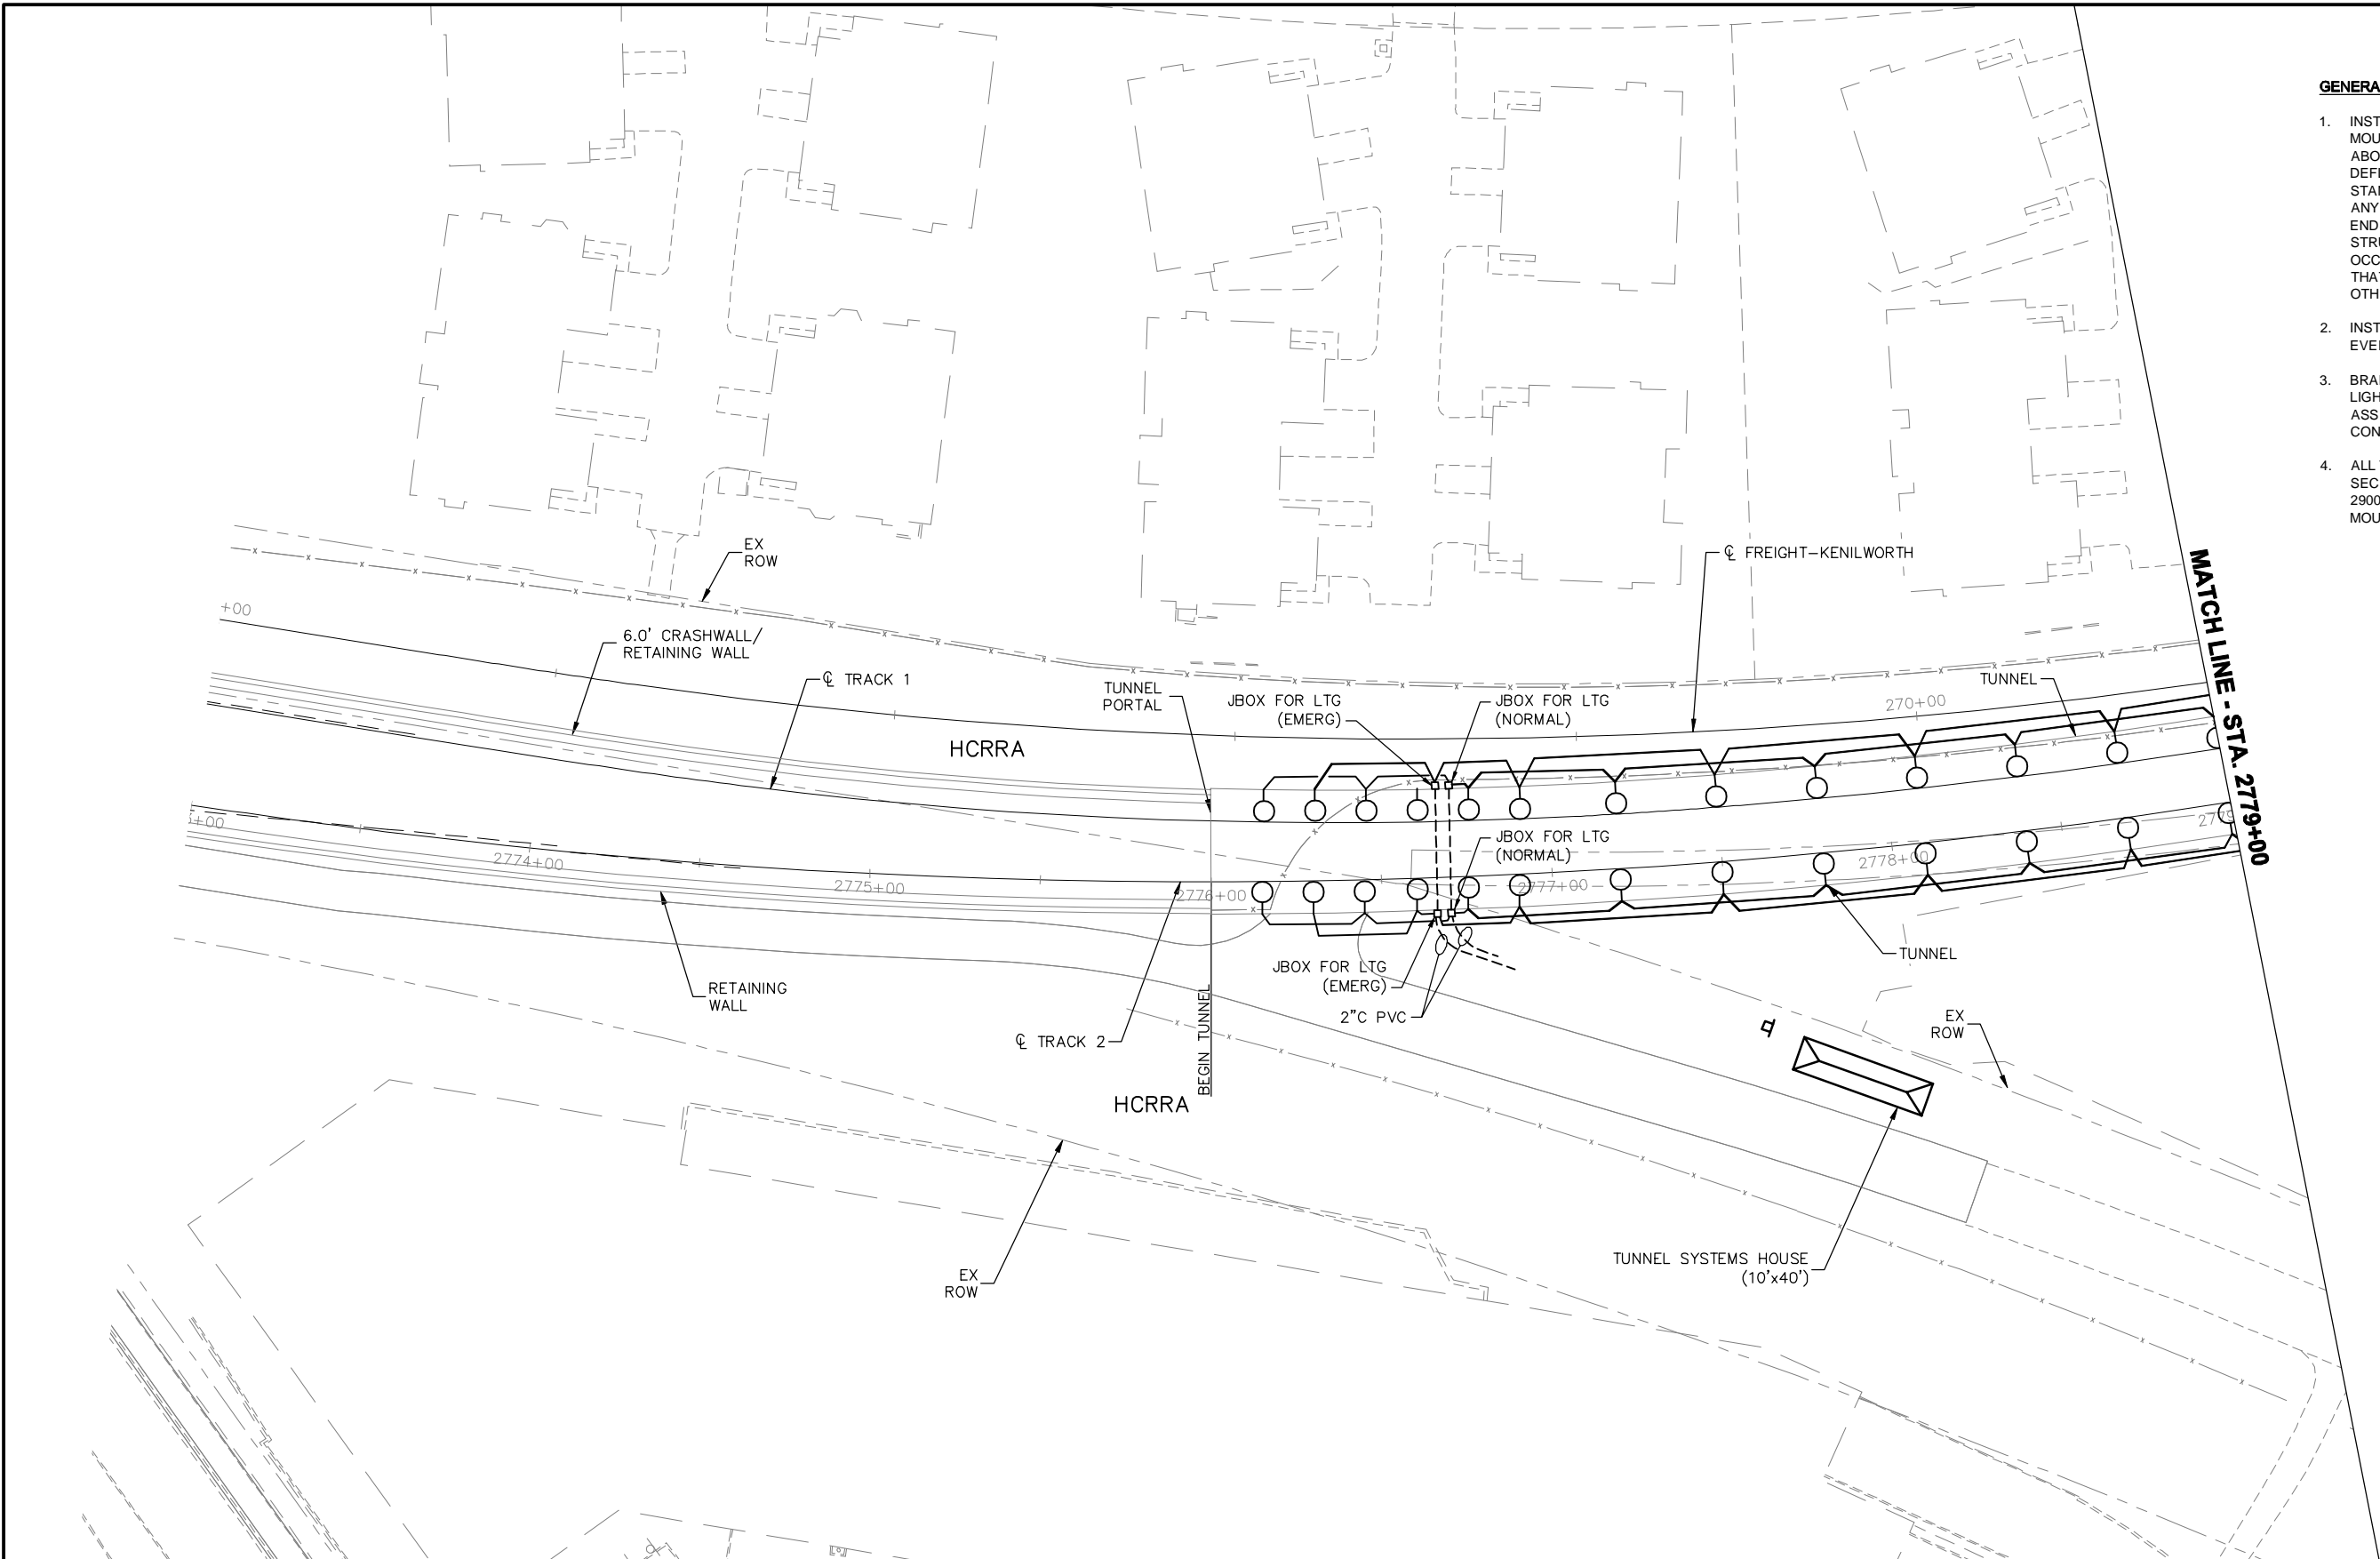 GENERA
1. INST
MOU
ABO
DEFI
STAN
ANY
END
STRU
OCC
THAT
OTH
2. INST
EVE
3. BRAN
LIGH
ASS
CON
4. ALL
SEC
2900
MOU
EX
ROW
+00
6.0' CRASHWALL/
RETAINING WALL
℄ TRACK 1
HCRRA
TUNNEL
PORTAL
JBOX FOR LTG
(EMERG)
JBOX FOR LTG
(NORMAL)
℄ FREIGHT-KENILWORTH
270+00
TUNNEL
MATCH LINE - STA. 2779+00
+00
2774+00
2775+00
2776+00
JBOX FOR LTG
(NORMAL)
2777+00
2778+00
2779
RETAINING
WALL
℄ TRACK 2
BEGIN TUNNEL
HCRRA
JBOX FOR LTG
(EMERG)
2"C PVC
TUNNEL
EX
ROW
EX
ROW
TUNNEL SYSTEMS HOUSE
(10'x40')